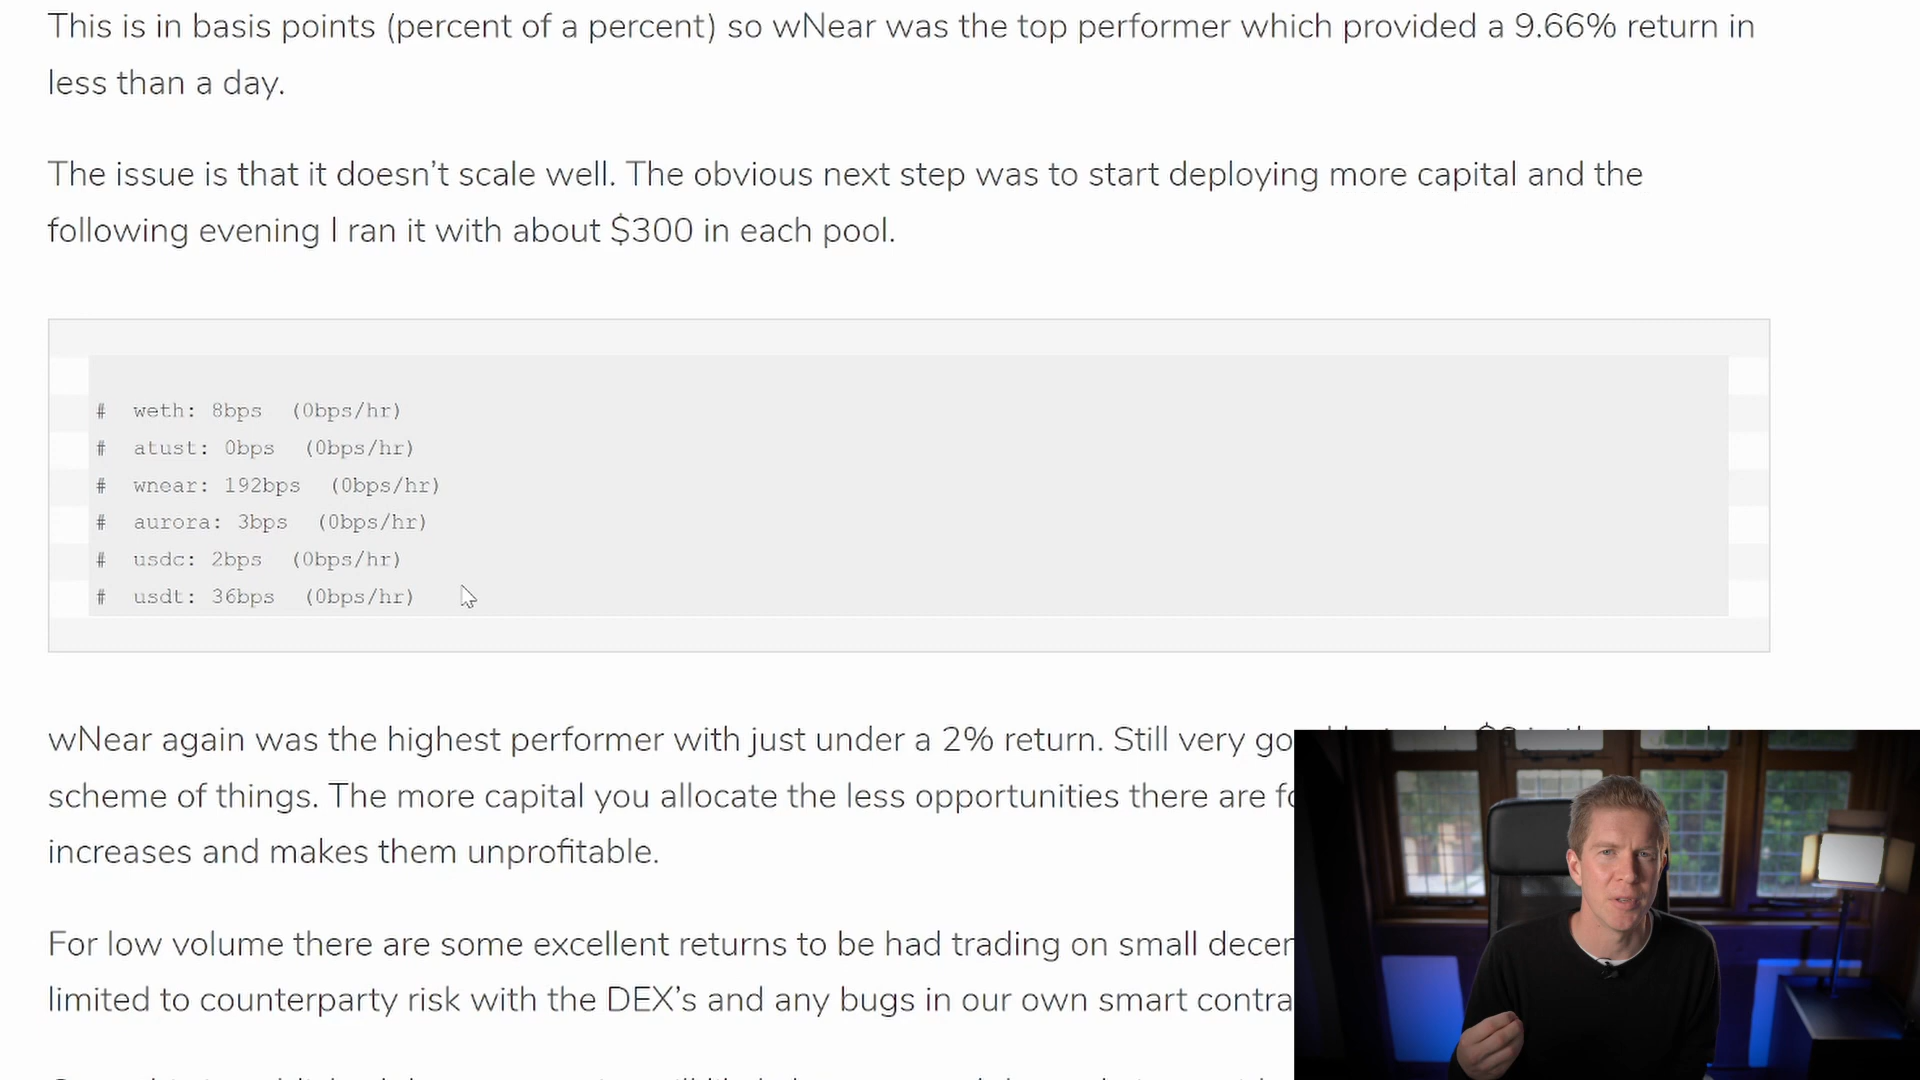 This is in basis points (percent of a percent) so wNear was the top performer which provided a 9.66% return in
less than a day.
The issue is that it doesn’t scale well. The obvious next step was to start deploying more capital and the
following evening I ran it with about $300 in each pool.
# weth: 8bps (0bps/hr)
# atust: 0bps (0bps/hr)
# wnear: 192bps (0bps/hr)
# aurora: 3bps (0bps/hr)
# usdc: 2bps (0bps/hr)
# usdt: 36bps (0bps/hr)
wNear again was the highest performer with just under a 2% return. Still very
scheme of things. The more capital you allocate the less opportunities there are
increases and makes them unprofitable.
For low volume there are some excellent returns to be had trading on small
limited to counterparty risk with the DEX’s and any bugs in our own smart